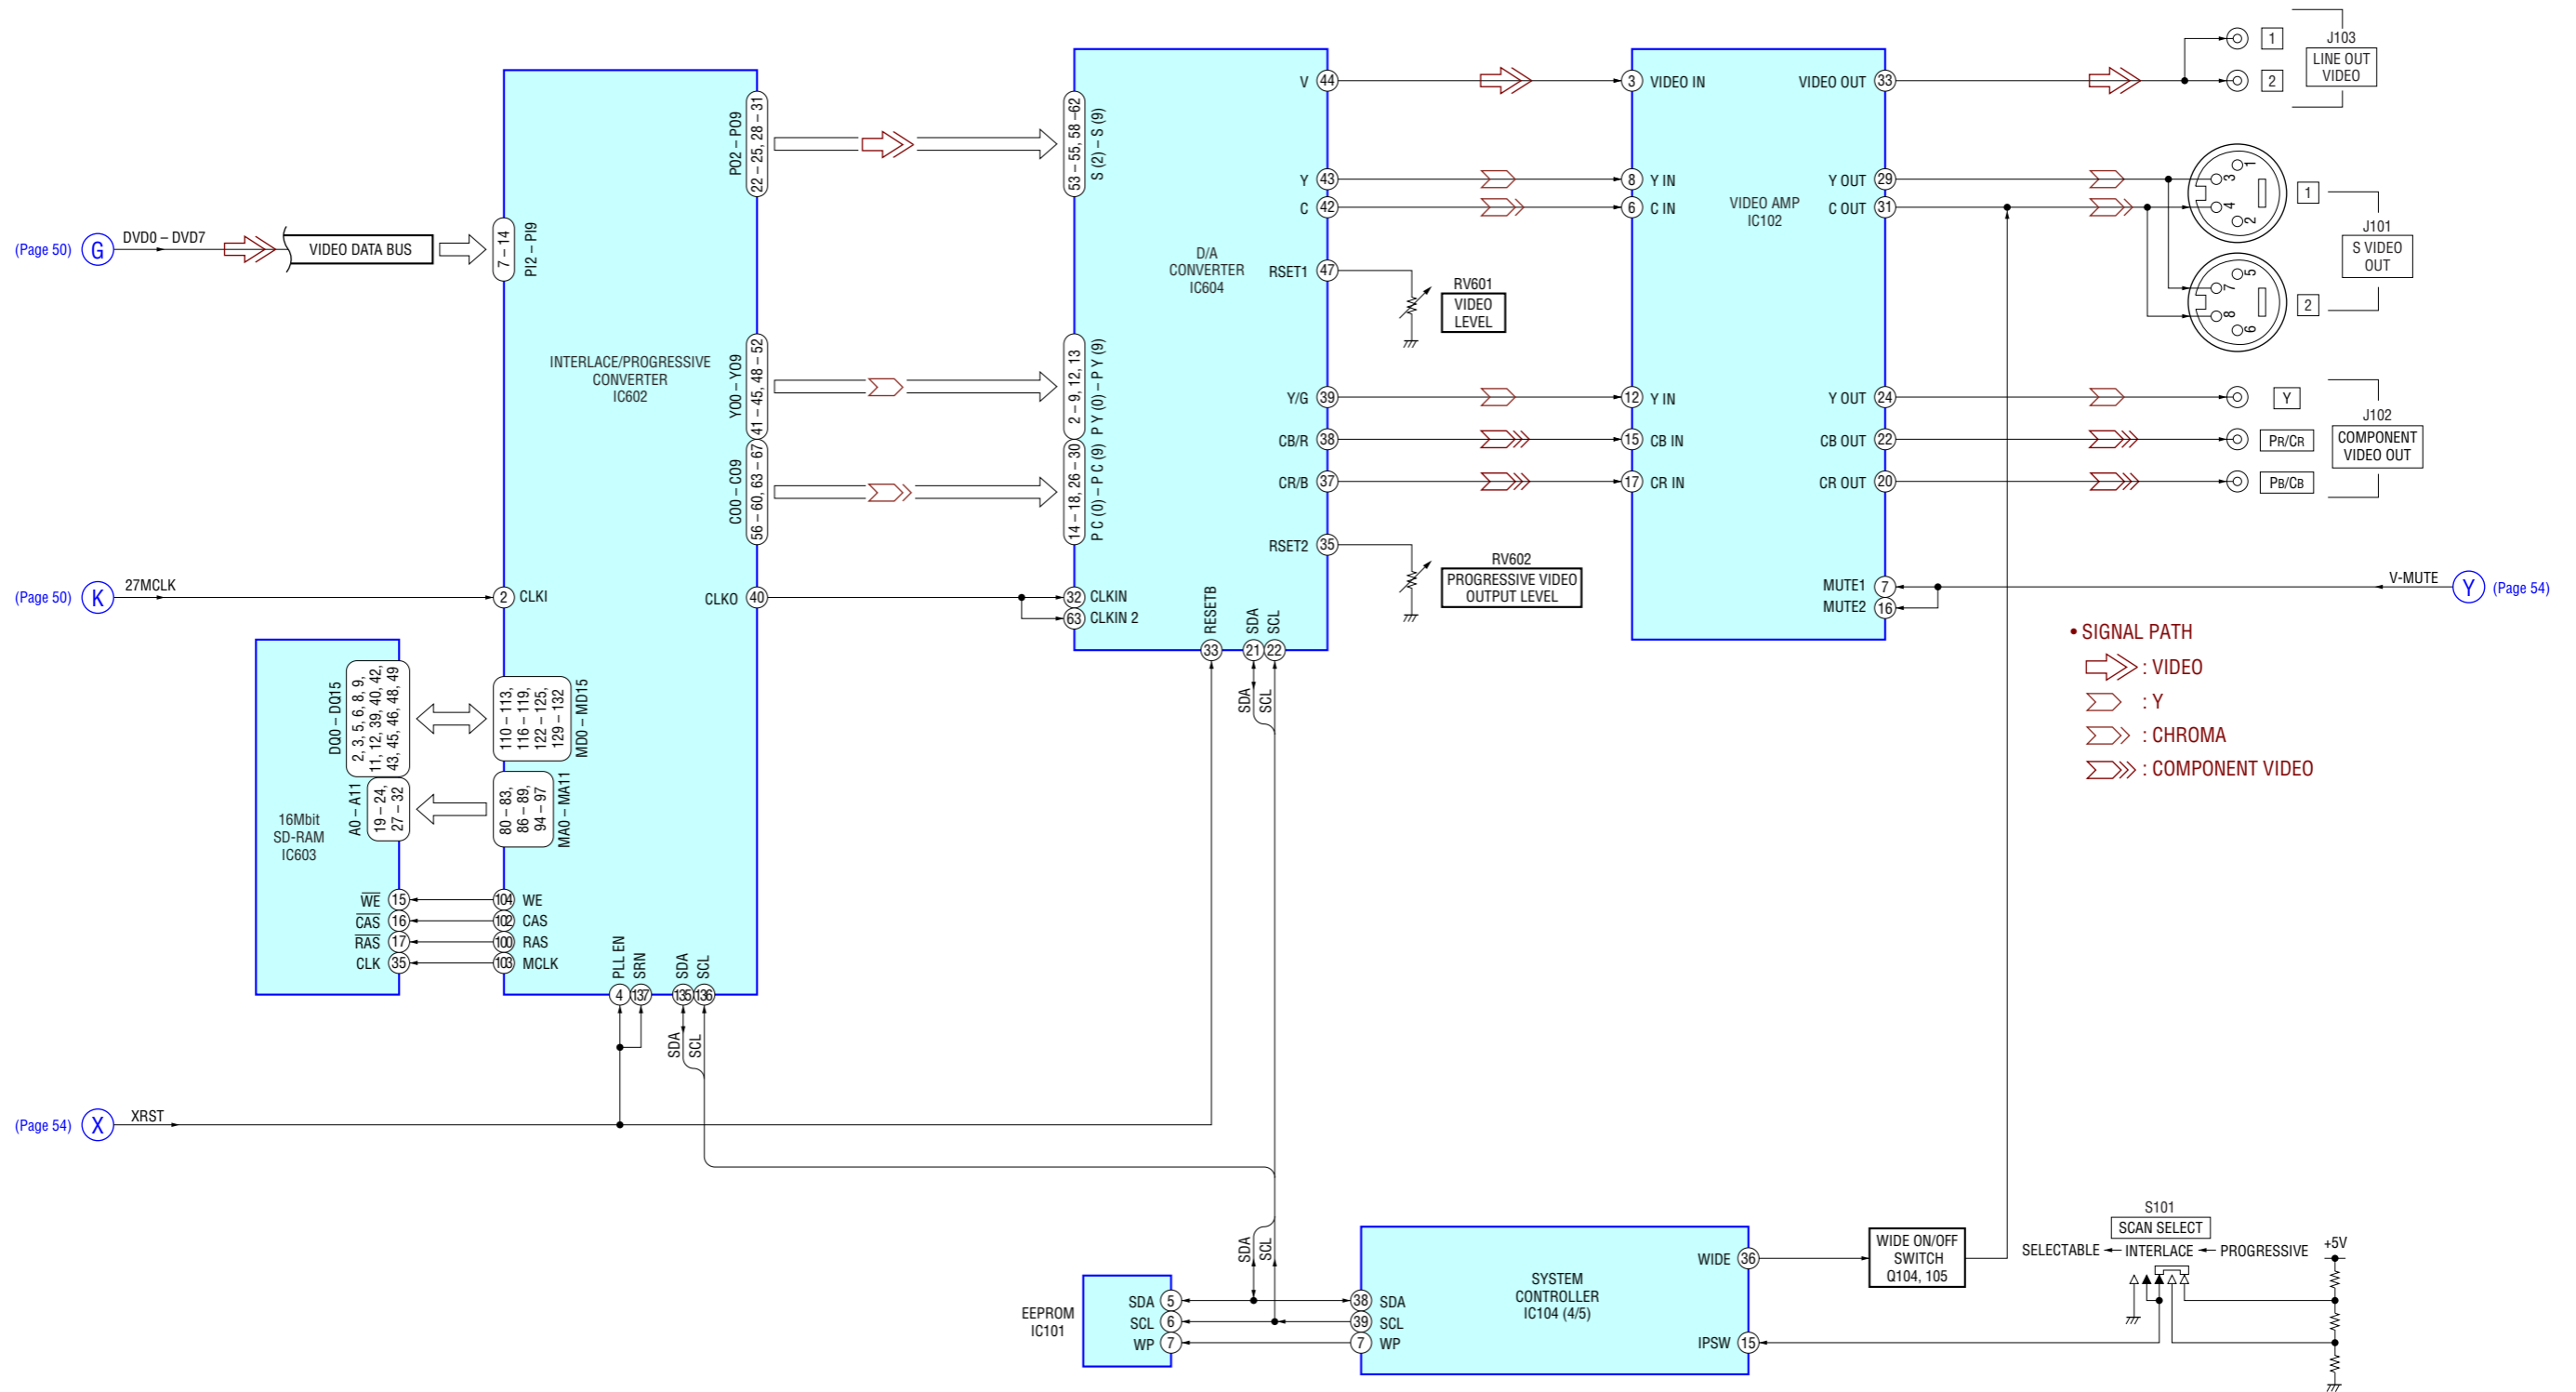 (Page 50) G DVD0 – DVD7
VIDEO DATA BUS
7 – 14
PI2 – PI9
(Page 50) K 27MCLK
2 CLKI
INTERLACE/PROGRESSIVE
CONVERTER
IC602
PO2 – PO9
22 – 25, 28 – 31
YO0 – YO9
41 – 45, 48 – 52
CO0 – CO9
56 – 60, 63 – 67
CLKO 40
16Mbit
SD-RAM
IC603
DQ0 – DQ15
2, 3, 5, 6, 8, 9,
11, 12, 39, 40, 42,
43, 45, 46, 48, 49
A0 – A11
19 – 24,
27 – 32
110 – 113,
116 – 119,
122 – 125,
129 – 132
MD0 – MD15
80 – 83,
86 – 89,
94 – 97
MA0 – MA11
WE 15 104 WE
CAS 16 102 CAS
RAS 17 100 RAS
CLK 35 103 MCLK
PLL EN
SRN
SDA
SCL
4 137 135 136
SDA
SCL
(Page 54) X XRST
53 – 55, 58 –62
S (2) – S (9)
2 – 9, 12, 13
P Y (0) – P Y (9)
14 – 18, 26 – 30
P C (0) – P C (9)
32 CLKIN
63 CLKIN 2
D/A
CONVERTER
IC604
V 44
Y 43
C 42
RSET1 47
RV601
VIDEO
LEVEL
Y/G 39
CB/R 38
CR/B 37
RSET2 35
RV602
PROGRESSIVE VIDEO
OUTPUT LEVEL
RESETB
SDA
SCL
33 21 22
SDA
SCL
3 VIDEO IN
8 Y IN
6 C IN
VIDEO AMP
IC102
12 Y IN
15 CB IN
17 CR IN
VIDEO OUT 33
Y OUT 29
C OUT 31
Y OUT 24
CB OUT 22
CR OUT 20
MUTE1 7
MUTE2 16
V-MUTE Y (Page 54)
1
2
J103
LINE OUT
VIDEO
1
3
4
2
1
5
7
8
6
2
J101
S VIDEO
OUT
Y
PR/CR
PB/CB
J102
COMPONENT
VIDEO OUT
• SIGNAL PATH
: VIDEO
: Y
: CHROMA
: COMPONENT VIDEO
SDA
SCL
EEPROM
IC101
SDA 5
SCL 6
WP 7
38 SDA
39 SCL
7 WP
SYSTEM
CONTROLLER
IC104 (4/5)
WIDE 36
IPSW 15
WIDE ON/OFF
SWITCH
Q104, 105
S101
SCAN SELECT
SELECTABLE INTERLACE PROGRESSIVE
+5V